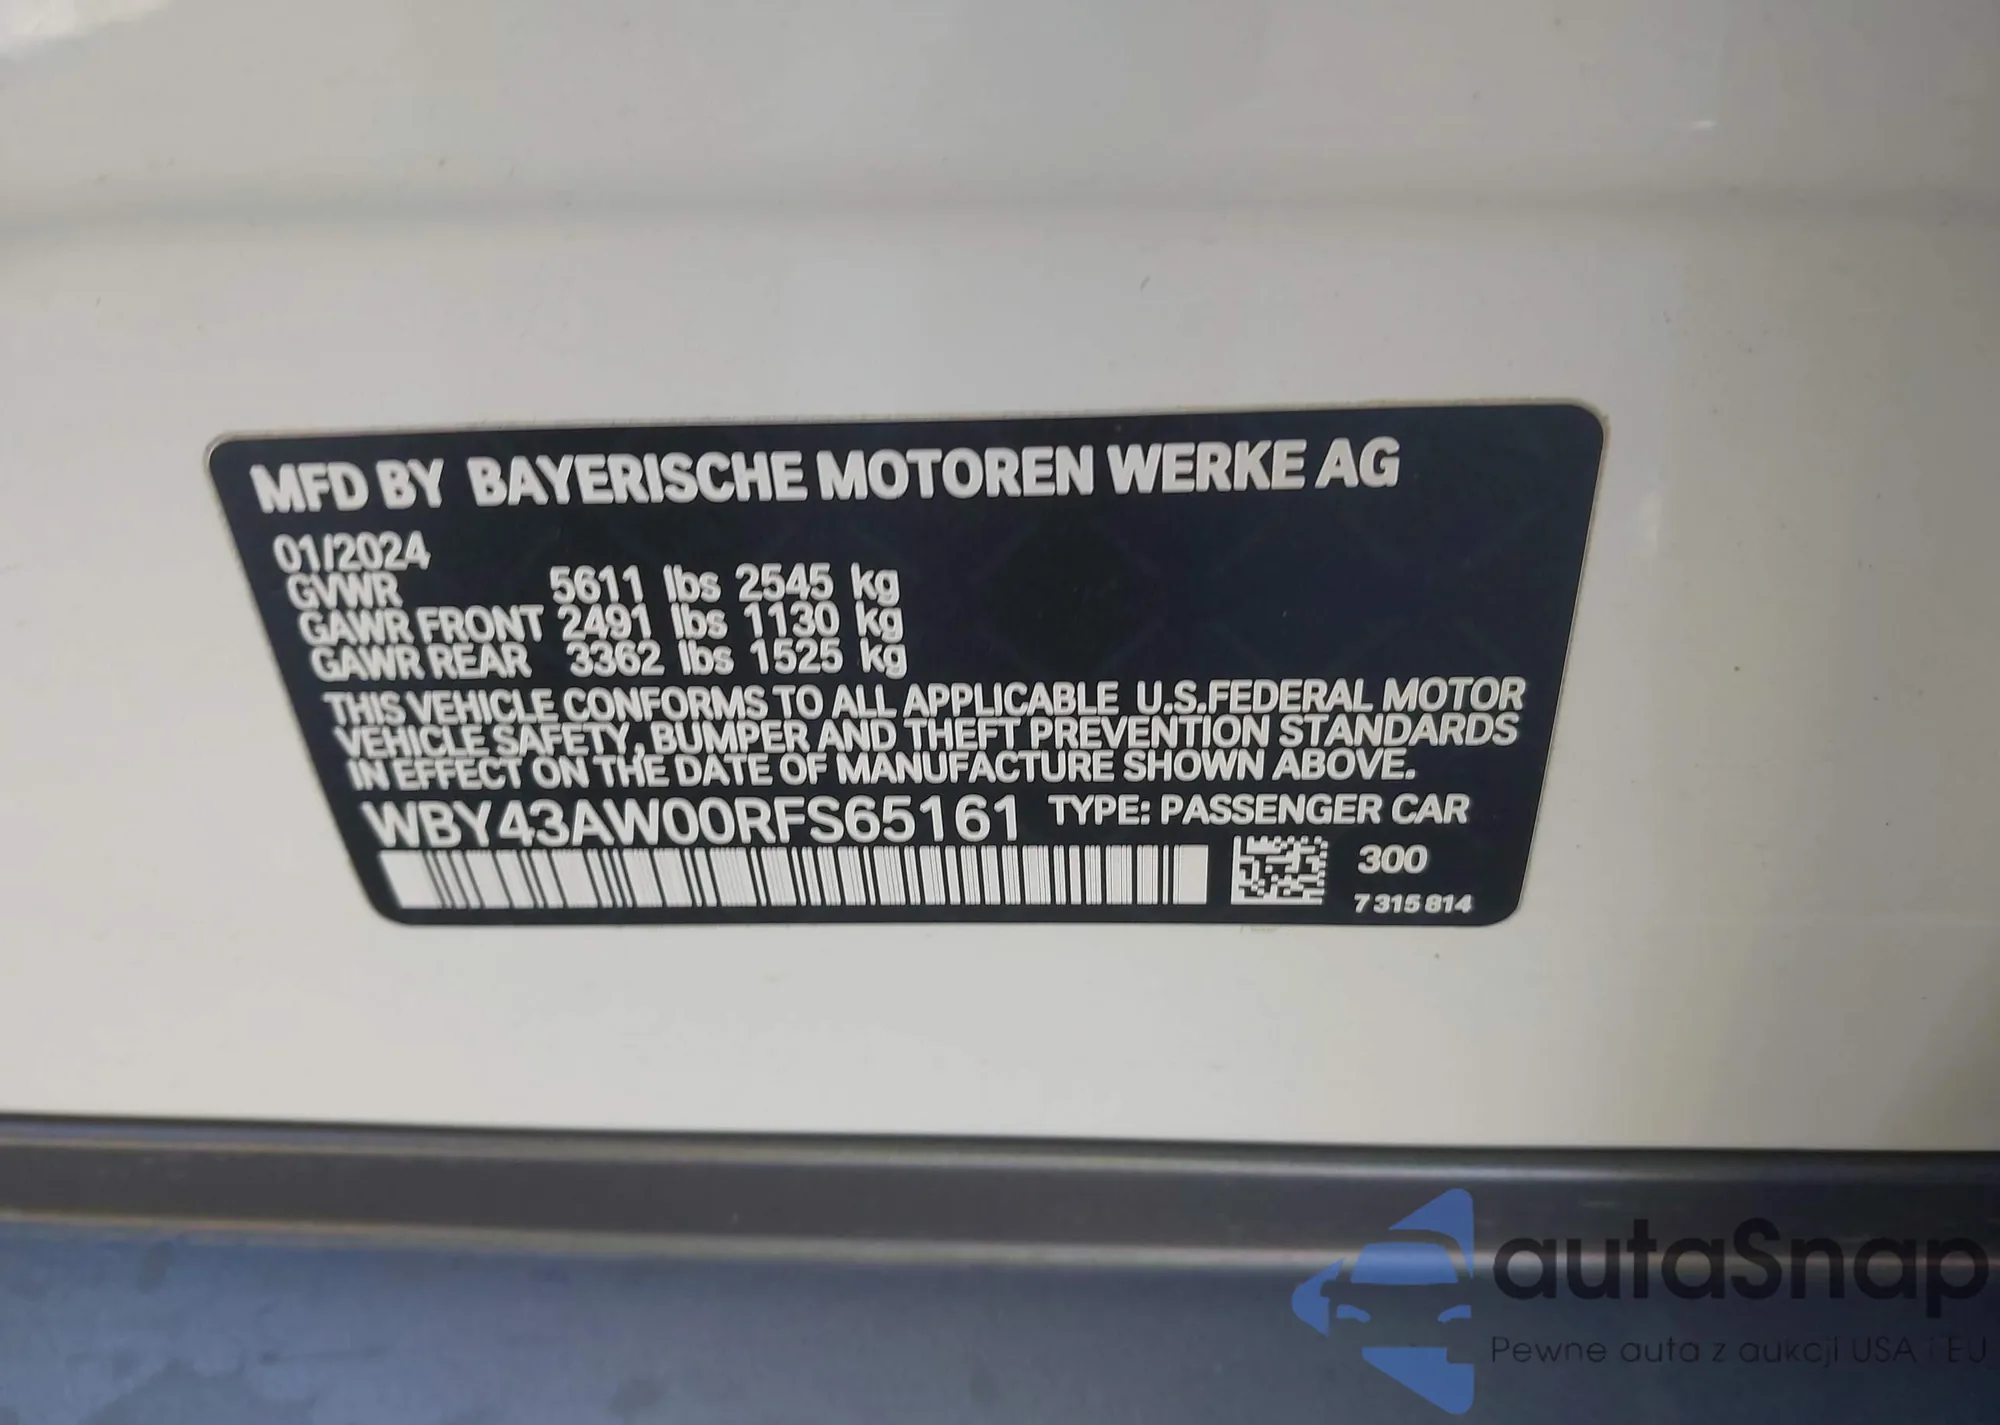 MFD BY BAYERISCHE MOTOREN WERKE AG
01/2024
GVWR 5611 lbs 2545 kg
GAWR FRONT 2491 lbs 1130 kg
GAWR REAR 3362 lbs 1525 kg
THIS VEHICLE CONFORMS TO ALL APPLICABLE U.S.FEDERAL MOTOR
VEHICLE SAFETY, BUMPER AND THEFT PREVENTION STANDARDS
IN EFFECT ON THE DATE OF MANUFACTURE SHOWN ABOVE.
WBY43AW00RFS65161 TYPE: PASSENGER CAR
300
7 315 814
autaSnap
Pewne auta z aukcji USA i EU